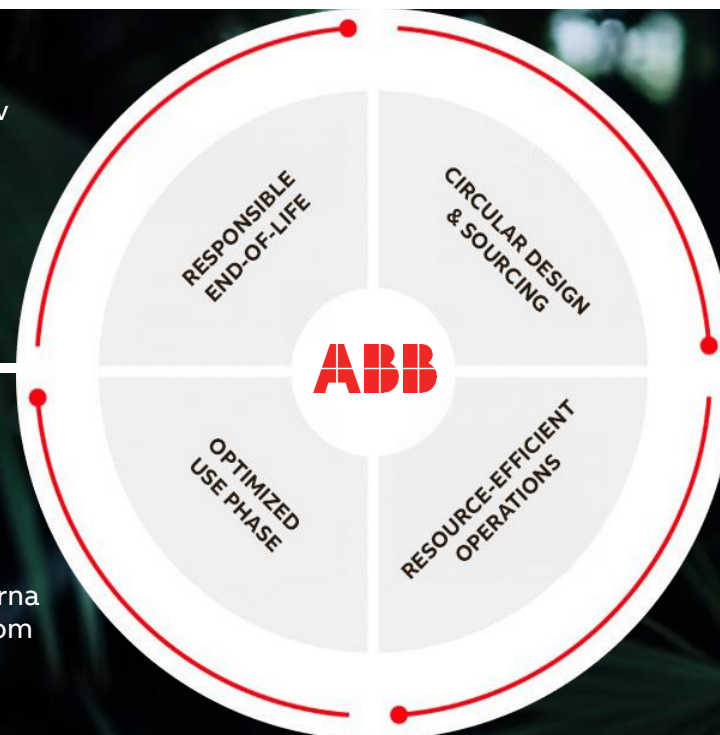 RESPONSIBLE
END-OF-LIFE
CIRCULAR DESIGN
& SOURCING
ABB
OPTIMIZED
USE PHASE
RESOURCE-EFFICIENT
OPERATIONS